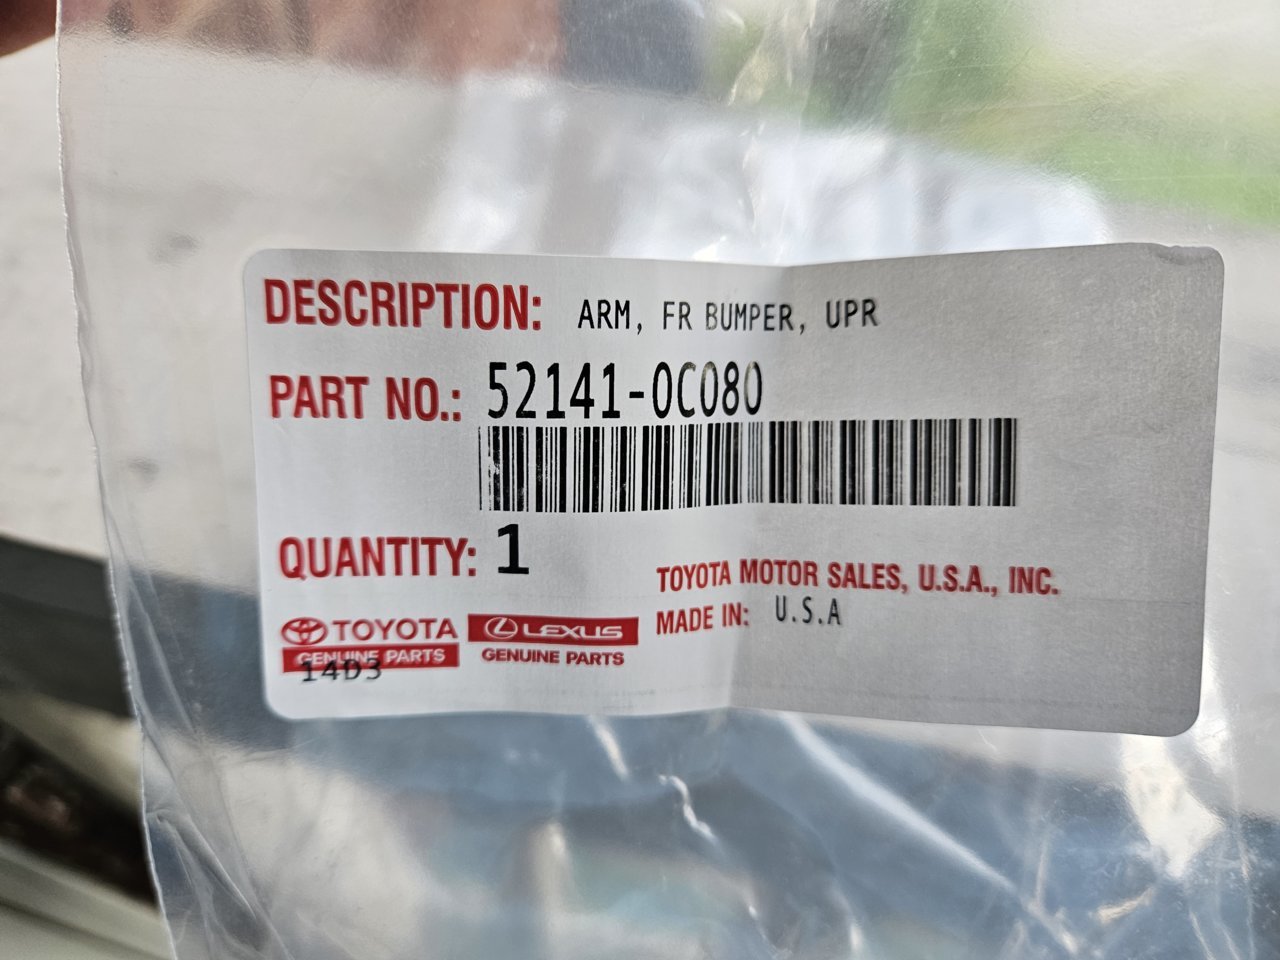 DESCRIPTION: ARM, FR BUMPER, UPR
PART NO.: 52141-0C080
QUANTITY: 1
TOYOTA MOTOR SALES, U.S.A., INC.
MADE IN: U.S.A
TOYOTA
GENUINE PARTS
14D3
LEXUS
GENUINE PARTS